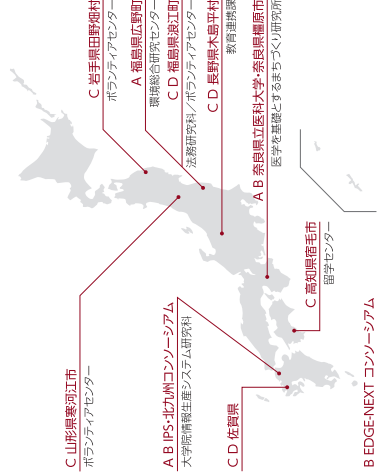 C 岩手県田野畑村
ボランティアセンター
A 福島県広野町
環境総合研究センター
C D 福島県浪江町
法務研究科／ボランティアセンター
C D 長野県木島平村
教育連携課
A B 奈良県立医科大学・奈良県橿原市
医学を基礎とするまちづくり研究所
C 高知県宿毛市
留学センター
C 山形県寒河江市
ボランティアセンター
A B IPS・北九州コンソーシアム
大学院情報生産システム研究科
C D 佐賀県
B EDGE-NEXT コンソーシアム